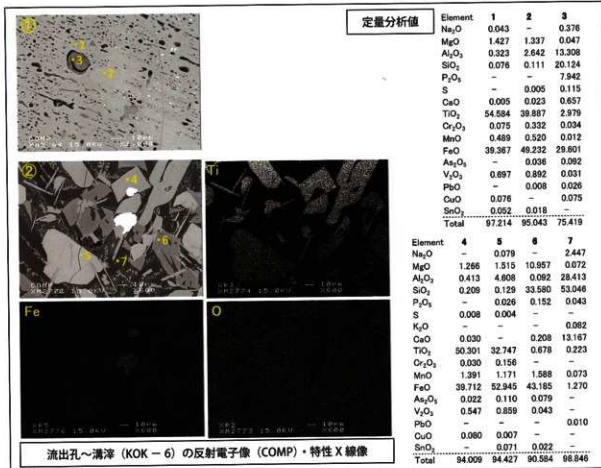 定量分析値
Element 1 2 3
Na₂O 0.043 – 0.376
MgO 1.427 1.337 0.047
Al₂O₃ 0.323 2.642 13.308
SiO₂ 0.076 0.111 20.124
P₂O₅ – – 7.942
S – 0.005 0.115
CaO 0.005 0.023 0.657
TiO₂ 54.584 39.887 2.979
Cr₂O₃ 0.075 0.332 0.034
MnO 0.489 0.520 0.012
FeO 39.367 49.232 29.601
As₂O₅ – 0.036 0.092
V₂O₃ 0.697 0.892 0.031
PbO – 0.008 0.026
CuO 0.076 – 0.075
SnO₂ 0.052 0.018 –
Total 97.214 95.043 75.419
①
1
3
2
②
4
5
6
7
Ti
Fe
O
Element 4 5 6 7
Na₂O – 0.079 – 2.447
MgO 1.266 1.515 10.957 0.072
Al₂O₃ 0.413 4.608 0.092 28.413
SiO₂ 0.209 0.129 33.580 53.046
P₂O₅ – 0.026 0.152 0.043
S 0.008 0.004 – –
K₂O – – – 0.082
CaO 0.030 – 0.208 13.167
TiO₂ 50.301 32.747 0.678 0.223
Cr₂O₃ 0.030 0.156 – –
MnO 1.391 1.171 1.588 0.073
FeO 39.712 52.945 43.185 1.270
As₂O₅ 0.022 0.110 0.079 –
V₂O₃ 0.547 0.859 0.043 –
PbO – – – 0.010
CuO 0.080 0.007 – –
SnO₂ – 0.071 0.022 –
Total 94.009 94.427 90.584 98.846
流出孔～溝滓（KOK － 6）の反射電子像（COMP）・特性 X 線像